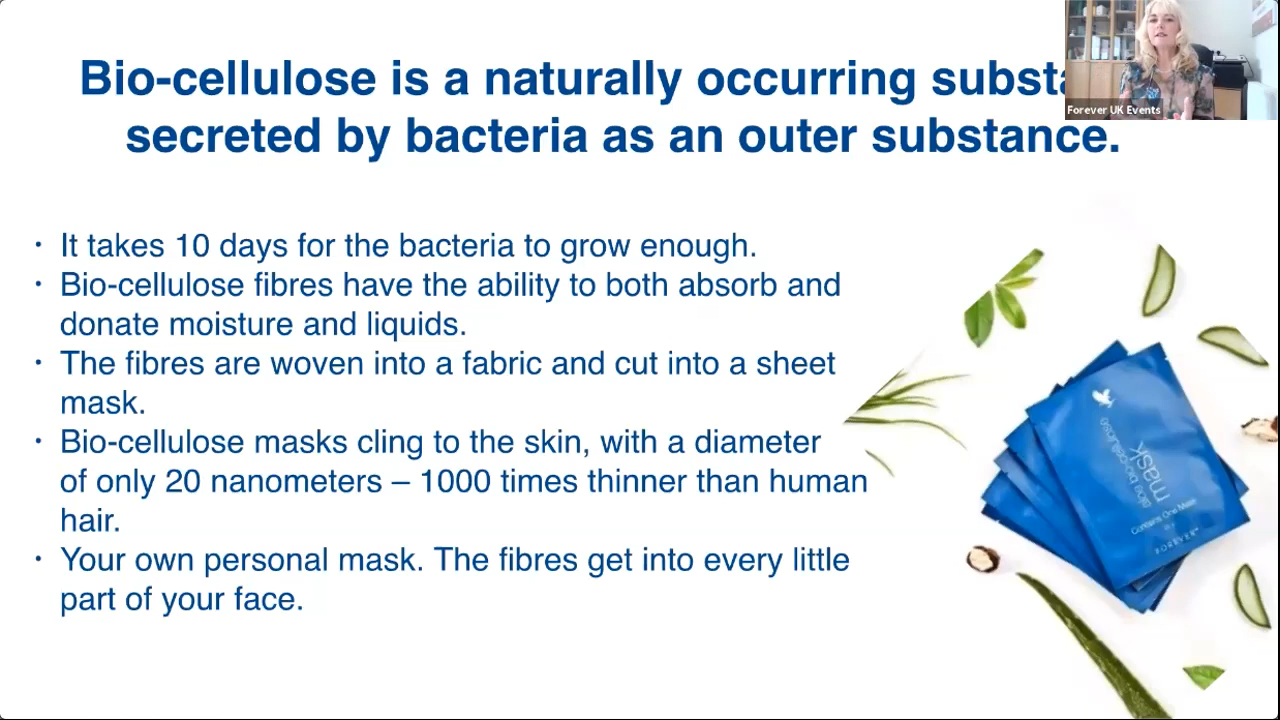 Bio-cellulose is a naturally occurring
secreted by bacteria as an outer substance.
Forever UK Events
· It takes 10 days for the bacteria to grow enough.
· Bio-cellulose fibres have the ability to both absorb and
donate moisture and liquids.
· The fibres are woven into a fabric and cut into a sheet
mask.
· Bio-cellulose masks cling to the skin, with a diameter
of only 20 nanometers – 1000 times thinner than human
hair.
· Your own personal mask. The fibres get into every little
part of your face.
aloe bio-cellulose
mask
Contains One Mask
FOREVER™